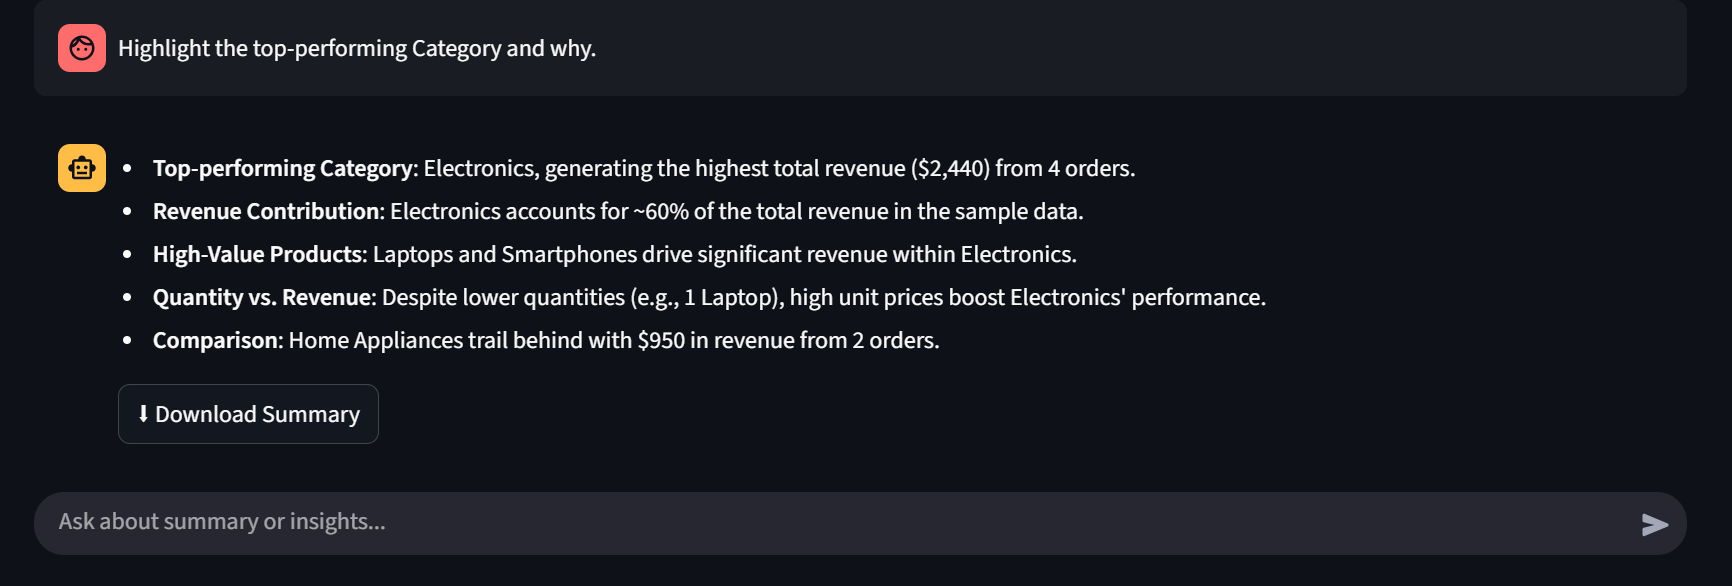 Highlight the top-performing Category and why.
• Top-performing Category: Electronics, generating the highest total revenue ($2,440) from 4 orders.
• Revenue Contribution: Electronics accounts for ~60% of the total revenue in the sample data.
• High-Value Products: Laptops and Smartphones drive significant revenue within Electronics.
• Quantity vs. Revenue: Despite lower quantities (e.g., 1 Laptop), high unit prices boost Electronics' performance.
• Comparison: Home Appliances trail behind with $950 in revenue from 2 orders.
⬇ Download Summary
Ask about summary or insights...